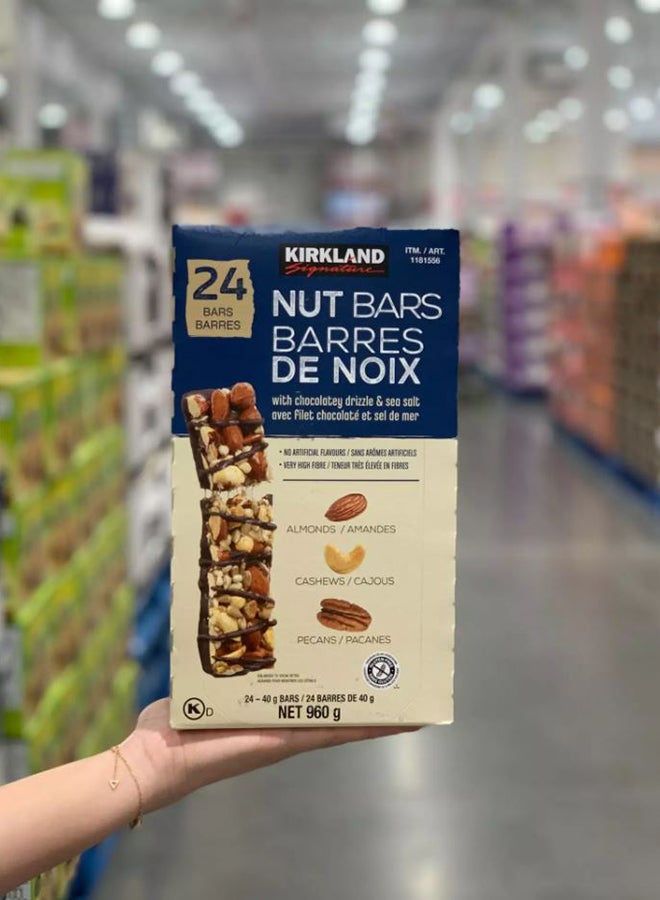 KIRKLAND
Signature
ITM. / ART.
1181556
24
BARS
BARRES
NUT BARS
BARRES
DE NOIX
with chocolatey drizzle & sea salt
avec filet chocolaté et sel de mer
• NO ARTIFICIAL FLAVOURS / SANS ARÔMES ARTIFICIELS
• VERY HIGH FIBRE / TENEUR TRÈS ÉLEVÉE EN FIBRES
ALMONDS / AMANDES
CASHEWS / CAJOUS
PECANS / PACANES
K D
24 – 40 g BARS / 24 BARRES DE 40 g
NET 960 g